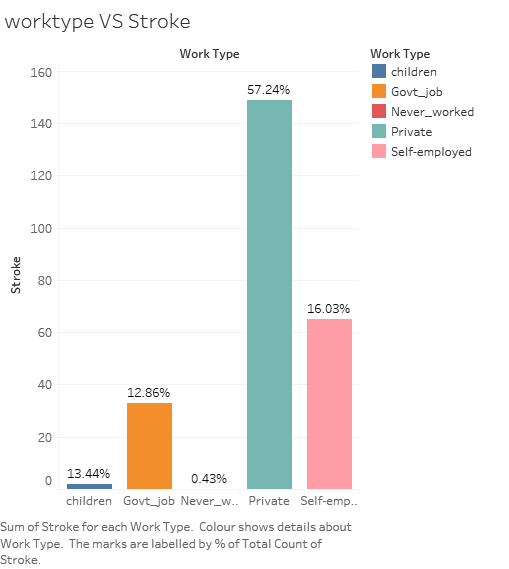 worktype VS Stroke
Work Type
Work Type
children
Govt_job
Never_worked
Private
Self-employed
Stroke
160
140
120
100
80
60
40
20
0
13.44%
12.86%
0.43%
57.24%
16.03%
children Govt_job Never_w.. Private Self-emp..
Sum of Stroke for each Work Type. Colour shows details about
Work Type. The marks are labelled by % of Total Count of
Stroke.